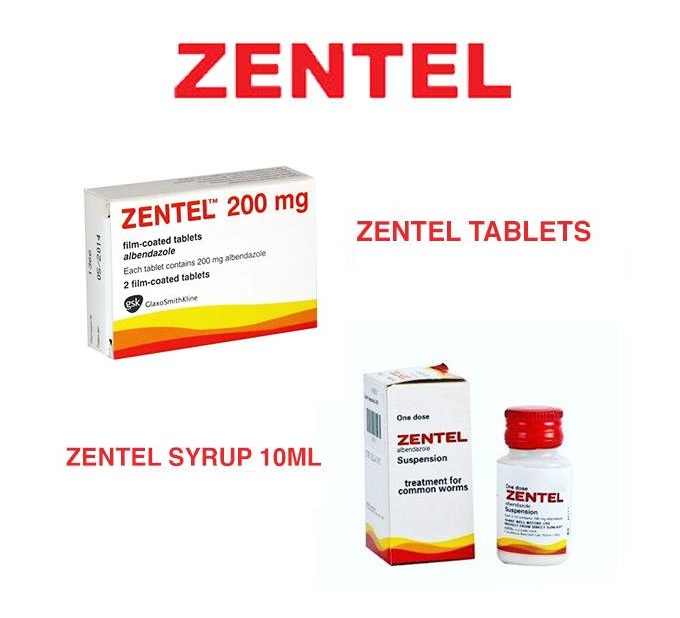 ZENTEL
ZENTEL™ 200 mg
film-coated tablets
albendazole
Each tablet contains 200 mg albendazole
2 film-coated tablets
gsk GlaxoSmithKline
05-2014
ZENTEL TABLETS
ZENTEL SYRUP 10ML
One dose
ZENTEL
albendazole
Suspension
treatment for
common worms
One dose
ZENTEL
albendazole
Suspension